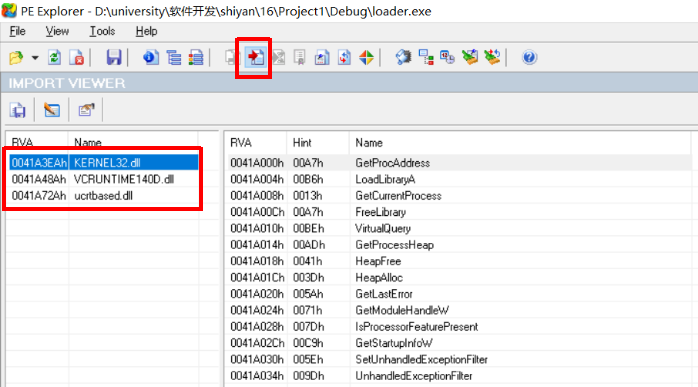 PE Explorer - D:\university\软件开发\shiyan\16\Project1\Debug\loader.exe
File View Tools Help
IMPORT VIEWER
RVA Name
0041A3EAh KERNEL32.dll
0041A48Ah VCRUNTIME140D.dll
0041A72Ah ucrtbased.dll
RVA Hint Name
0041A000h 00A7h GetProcAddress
0041A004h 00B6h LoadLibraryA
0041A008h 0013h GetCurrentProcess
0041A00Ch 00A7h FreeLibrary
0041A010h 00BEh VirtualQuery
0041A014h 00ADh GetProcessHeap
0041A018h 0041h HeapFree
0041A01Ch 003Dh HeapAlloc
0041A020h 005Ah GetLastError
0041A024h 0071h GetModuleHandleW
0041A028h 007Dh IsProcessorFeaturePresent
0041A02Ch 00C9h GetStartupInfoW
0041A030h 005Eh SetUnhandledExceptionFilter
0041A034h 009Dh UnhandledExceptionFilter